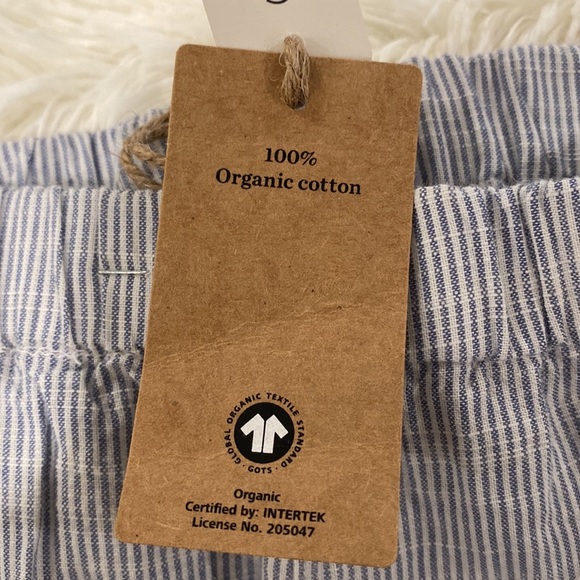 100%
Organic cotton
GLOBAL ORGANIC TEXTILE STANDARD · GOTS ·
Organic
Certified by: INTERTEK
License No. 205047